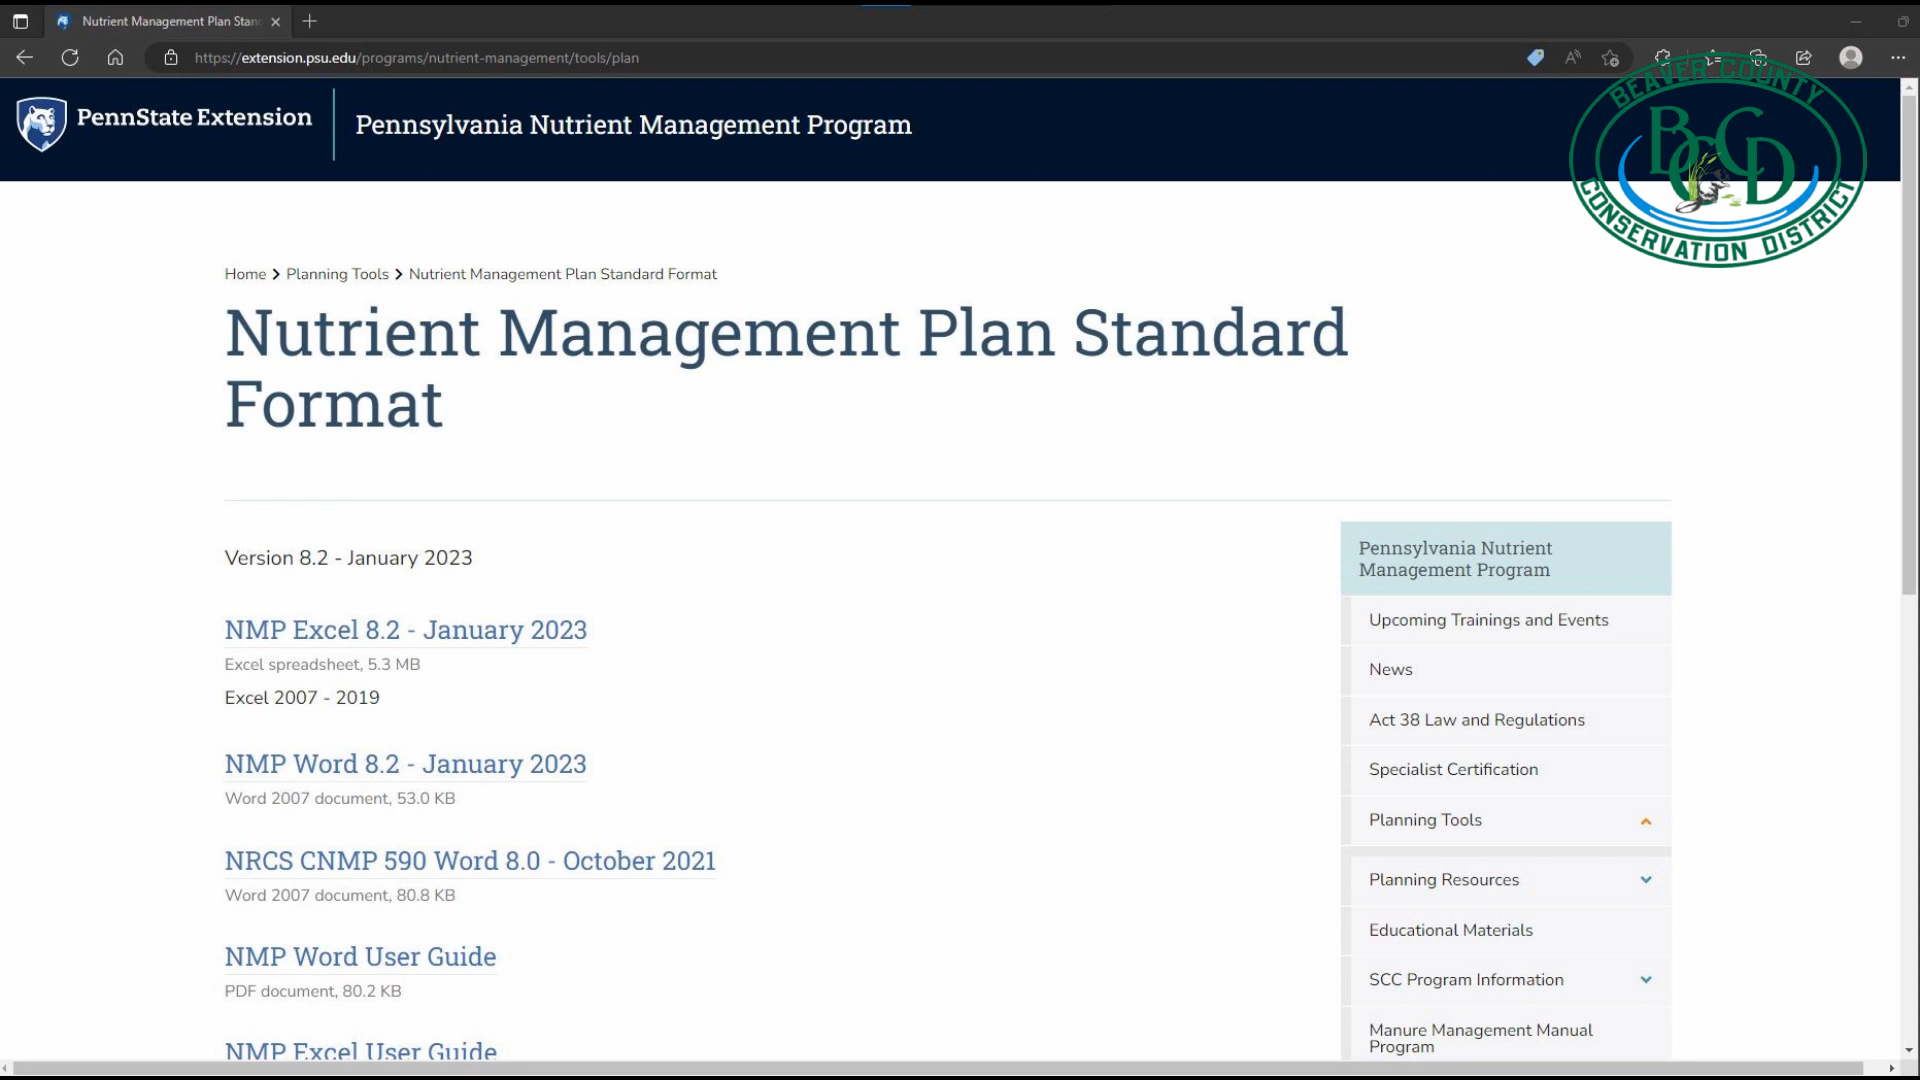 Nutrient Management Plan Stan
https://extension.psu.edu/programs/nutrient-management/tools/plan
PennState Extension
Pennsylvania Nutrient Management Program
BEAVER COUNTY
BCCD
CONSERVATION DISTRICT
Home > Planning Tools > Nutrient Management Plan Standard Format
Nutrient Management Plan Standard
Format
Version 8.2 - January 2023
NMP Excel 8.2 - January 2023
Excel spreadsheet, 5.3 MB
Excel 2007 - 2019
NMP Word 8.2 - January 2023
Word 2007 document, 53.0 KB
NRCS CNMP 590 Word 8.0 - October 2021
Word 2007 document, 80.8 KB
NMP Word User Guide
PDF document, 80.2 KB
NMP Excel User Guide
Pennsylvania Nutrient
Management Program
Upcoming Trainings and Events
News
Act 38 Law and Regulations
Specialist Certification
Planning Tools
Planning Resources
Educational Materials
SCC Program Information
Manure Management Manual
Program